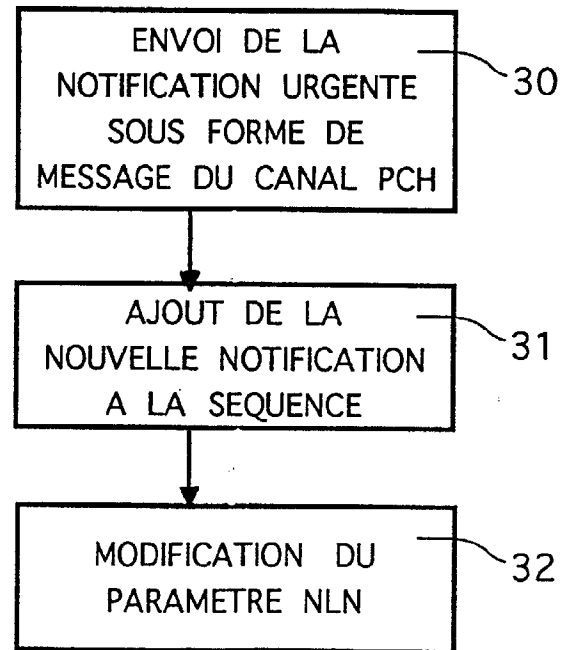 ENVOI DE LA
NOTIFICATION URGENTE
SOUS FORME DE
MESSAGE DU CANAL PCH
30
AJOUT DE LA
NOUVELLE NOTIFICATION
A LA SEQUENCE
31
MODIFICATION DU
PARAMETRE NLN
32